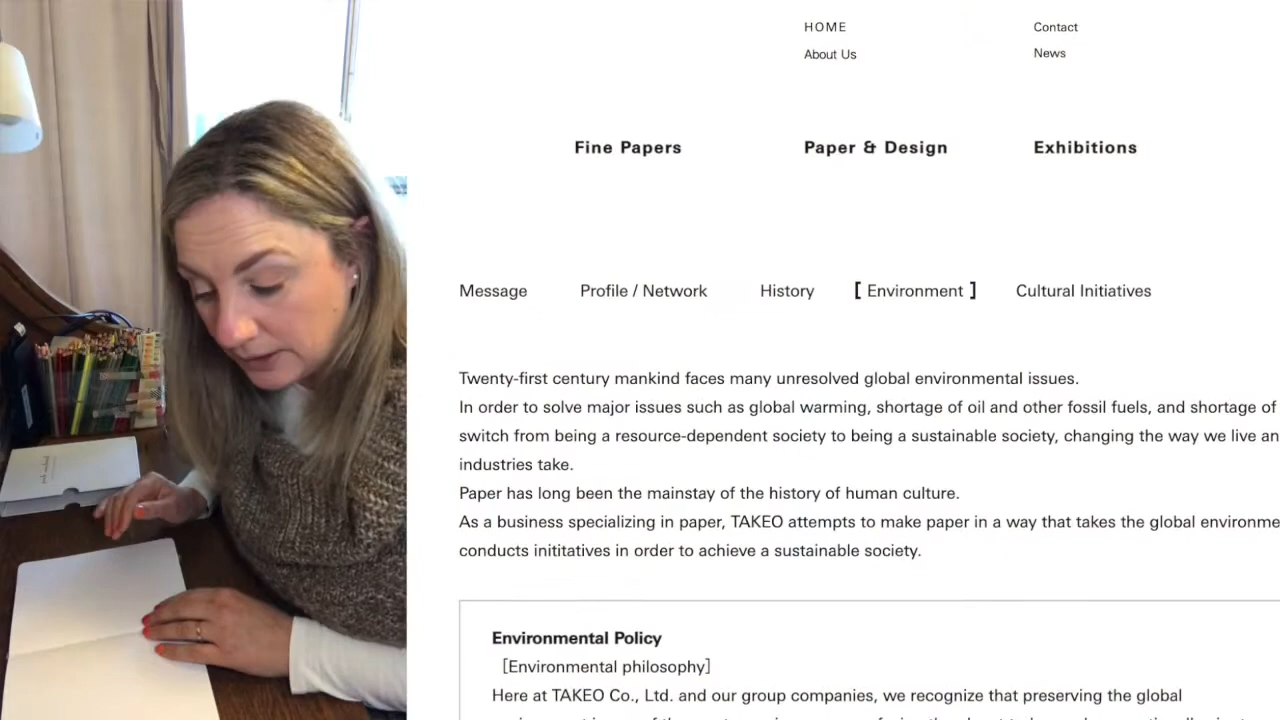 HOME
Contact
About Us
News
Fine Papers
Paper & Design
Exhibitions
Message
Profile / Network
History
[ Environment ]
Cultural Initiatives
Twenty-first century mankind faces many unresolved global environmental issues.
In order to solve major issues such as global warming, shortage of oil and other fossil fuels, and shortage of
switch from being a resource-dependent society to being a sustainable society, changing the way we live an
industries take.
Paper has long been the mainstay of the history of human culture.
As a business specializing in paper, TAKEO attempts to make paper in a way that takes the global environme
conducts inititatives in order to achieve a sustainable society.
Environmental Policy
[Environmental philosophy]
Here at TAKEO Co., Ltd. and our group companies, we recognize that preserving the global